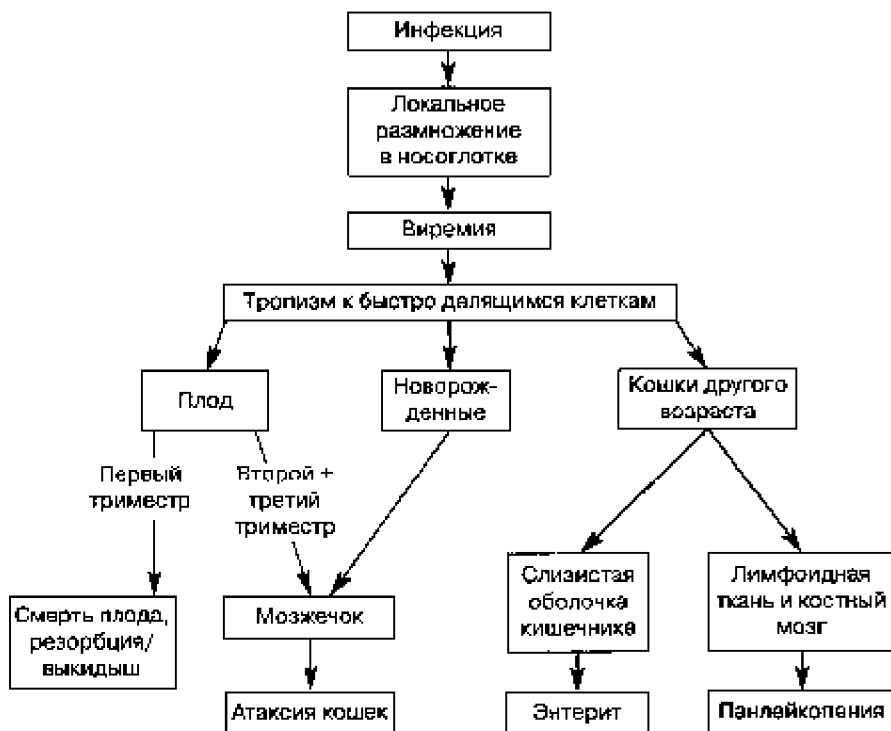 Инфекция
Локальное
размножение
в носоглотке
Виремия
Тропизм к быстро делящимся клеткам
Плод
Новорож-
денные
Кошки другого
возраста
Первый
триместр
Второй +
третий
триместр
Смерть плода,
резорбция/
выкидыш
Мозжечок
Слизистая
оболочка
кишечника
Лимфоидная
ткань и костный
мозг
Атаксия кошек
Энтерит
Панлейкопения